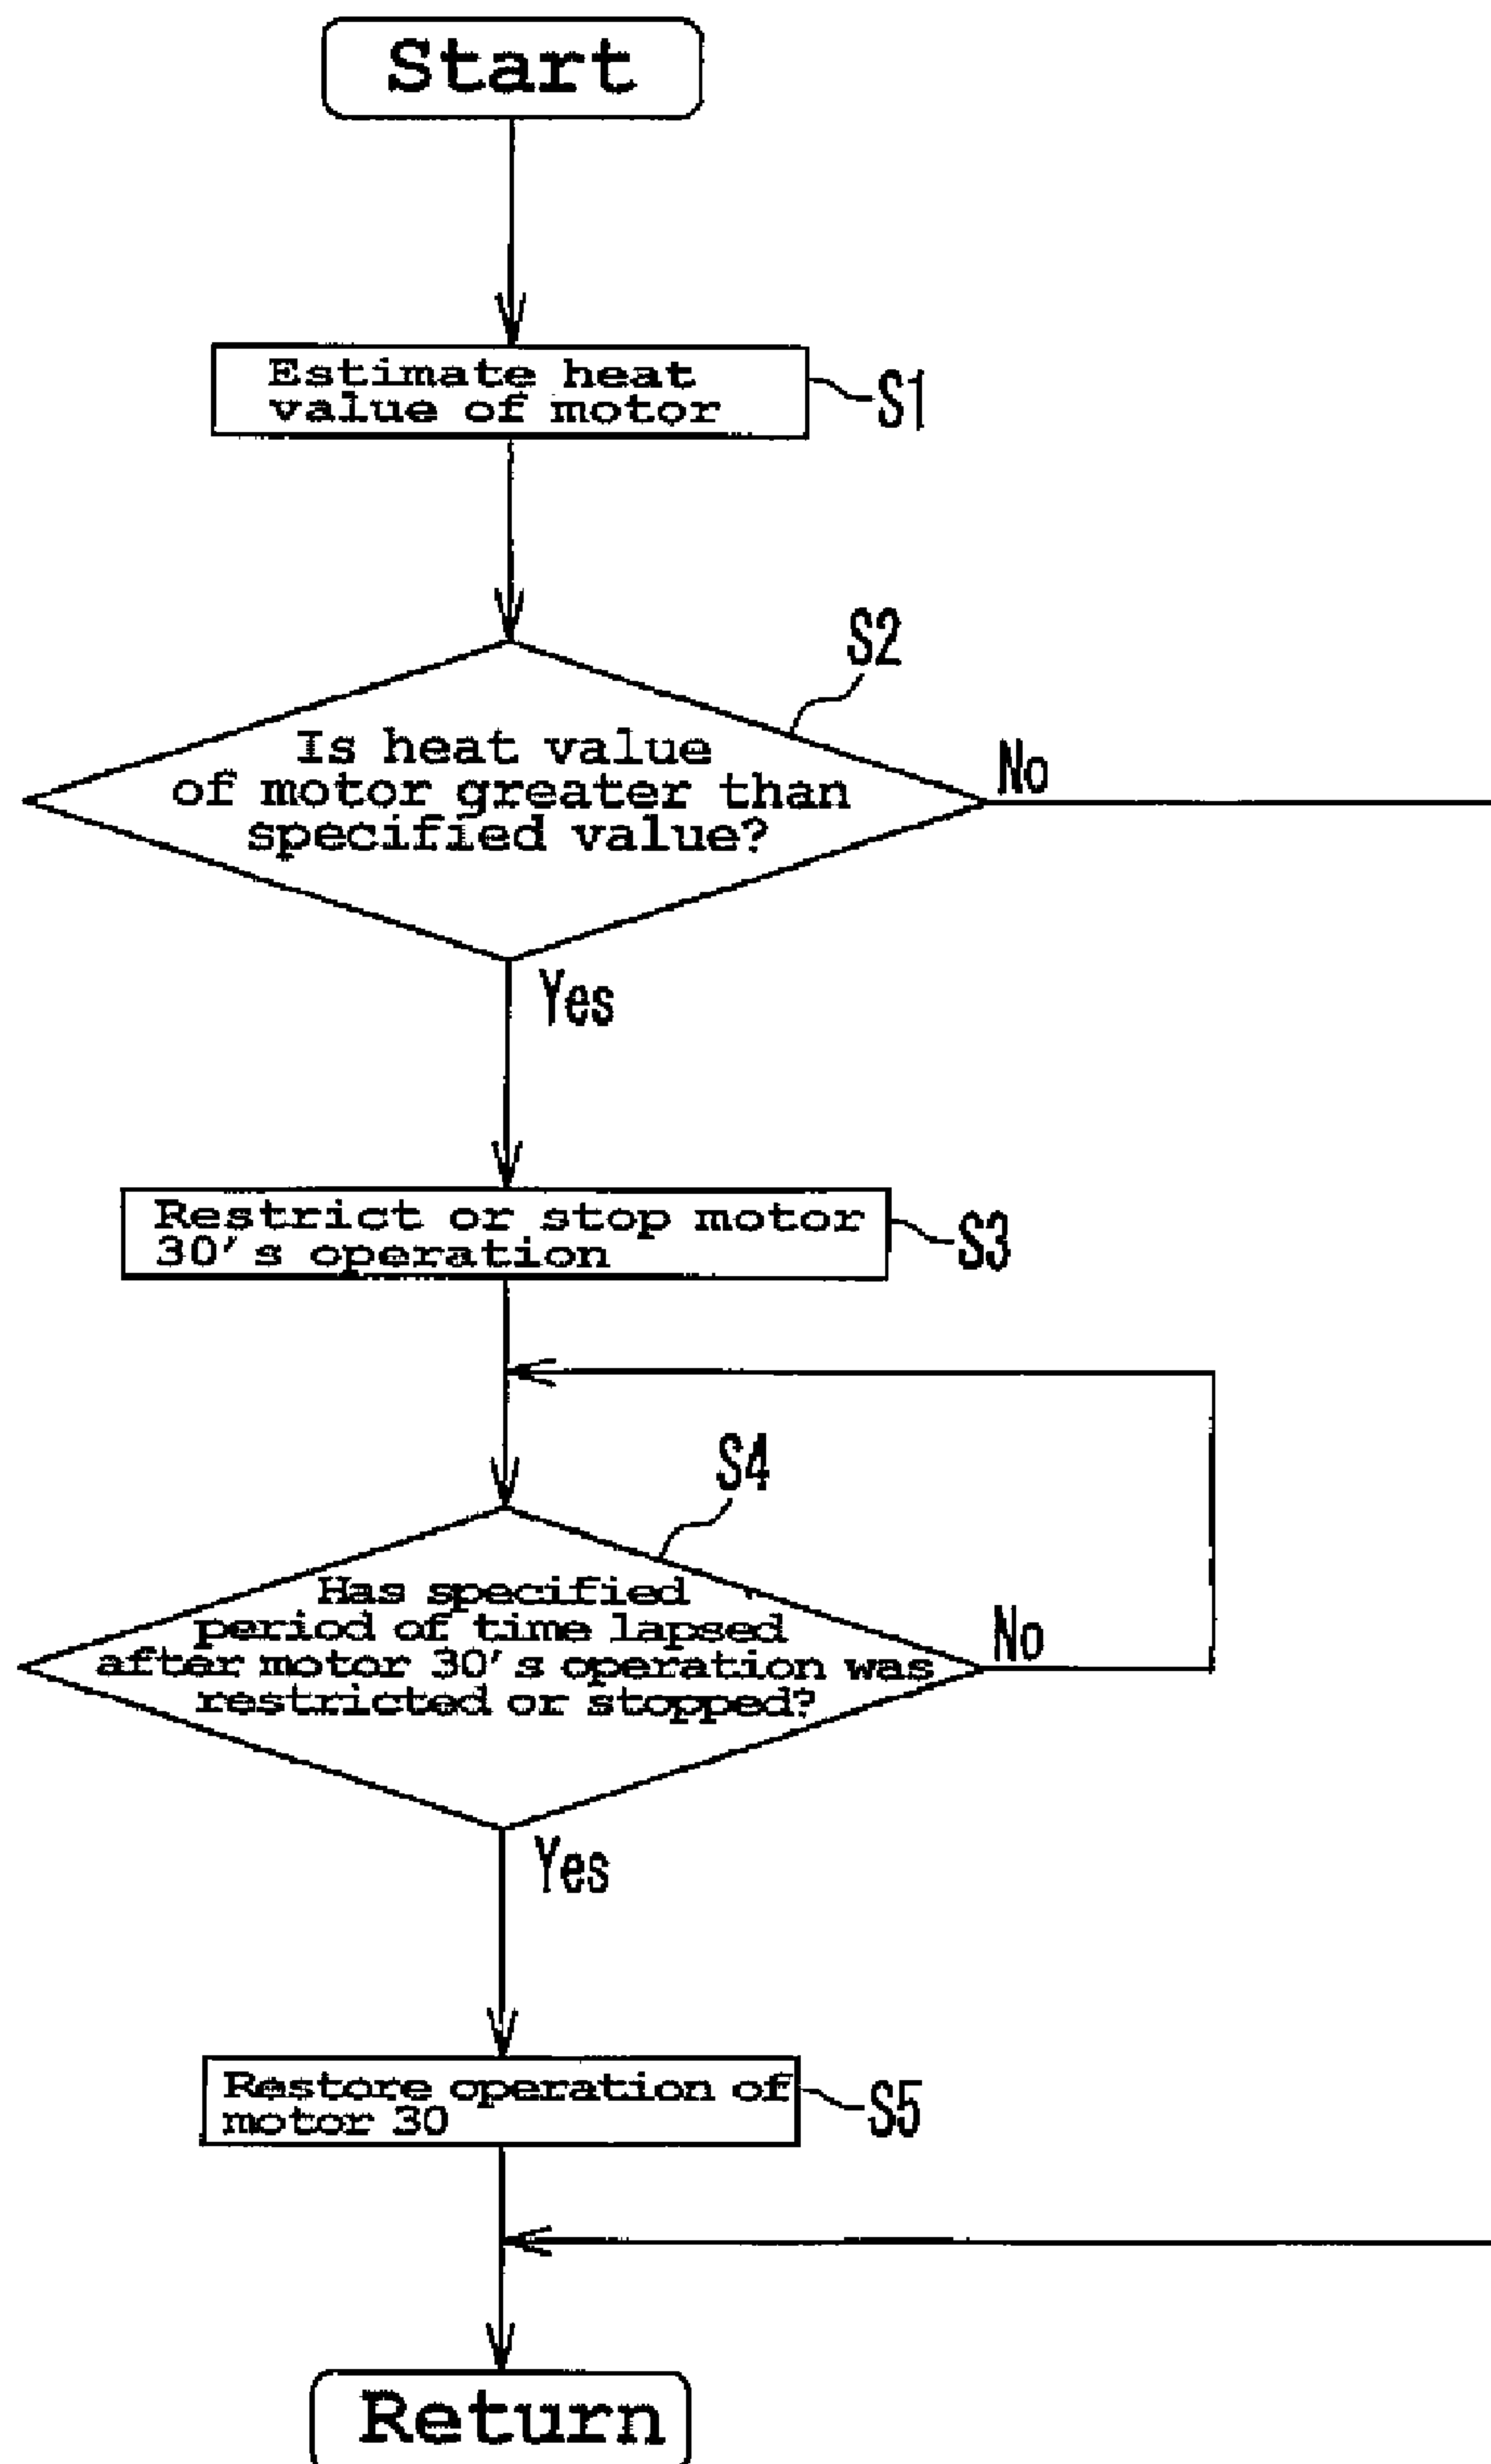 Start
Estimate heat
value of motor
S1
S2
Is heat value
of motor greater than
specified value?
No
Yes
Restrict or stop motor
30's operation
S3
S4
Has specified
period of time lapsed
after motor 30's operation was
restricted or stopped?
No
Yes
Restore operation of
motor 30
S5
Return